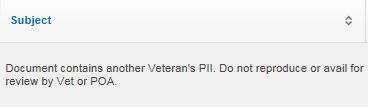 Subject
Document contains another Veteran's PII. Do not reproduce or avail for
review by Vet or POA.